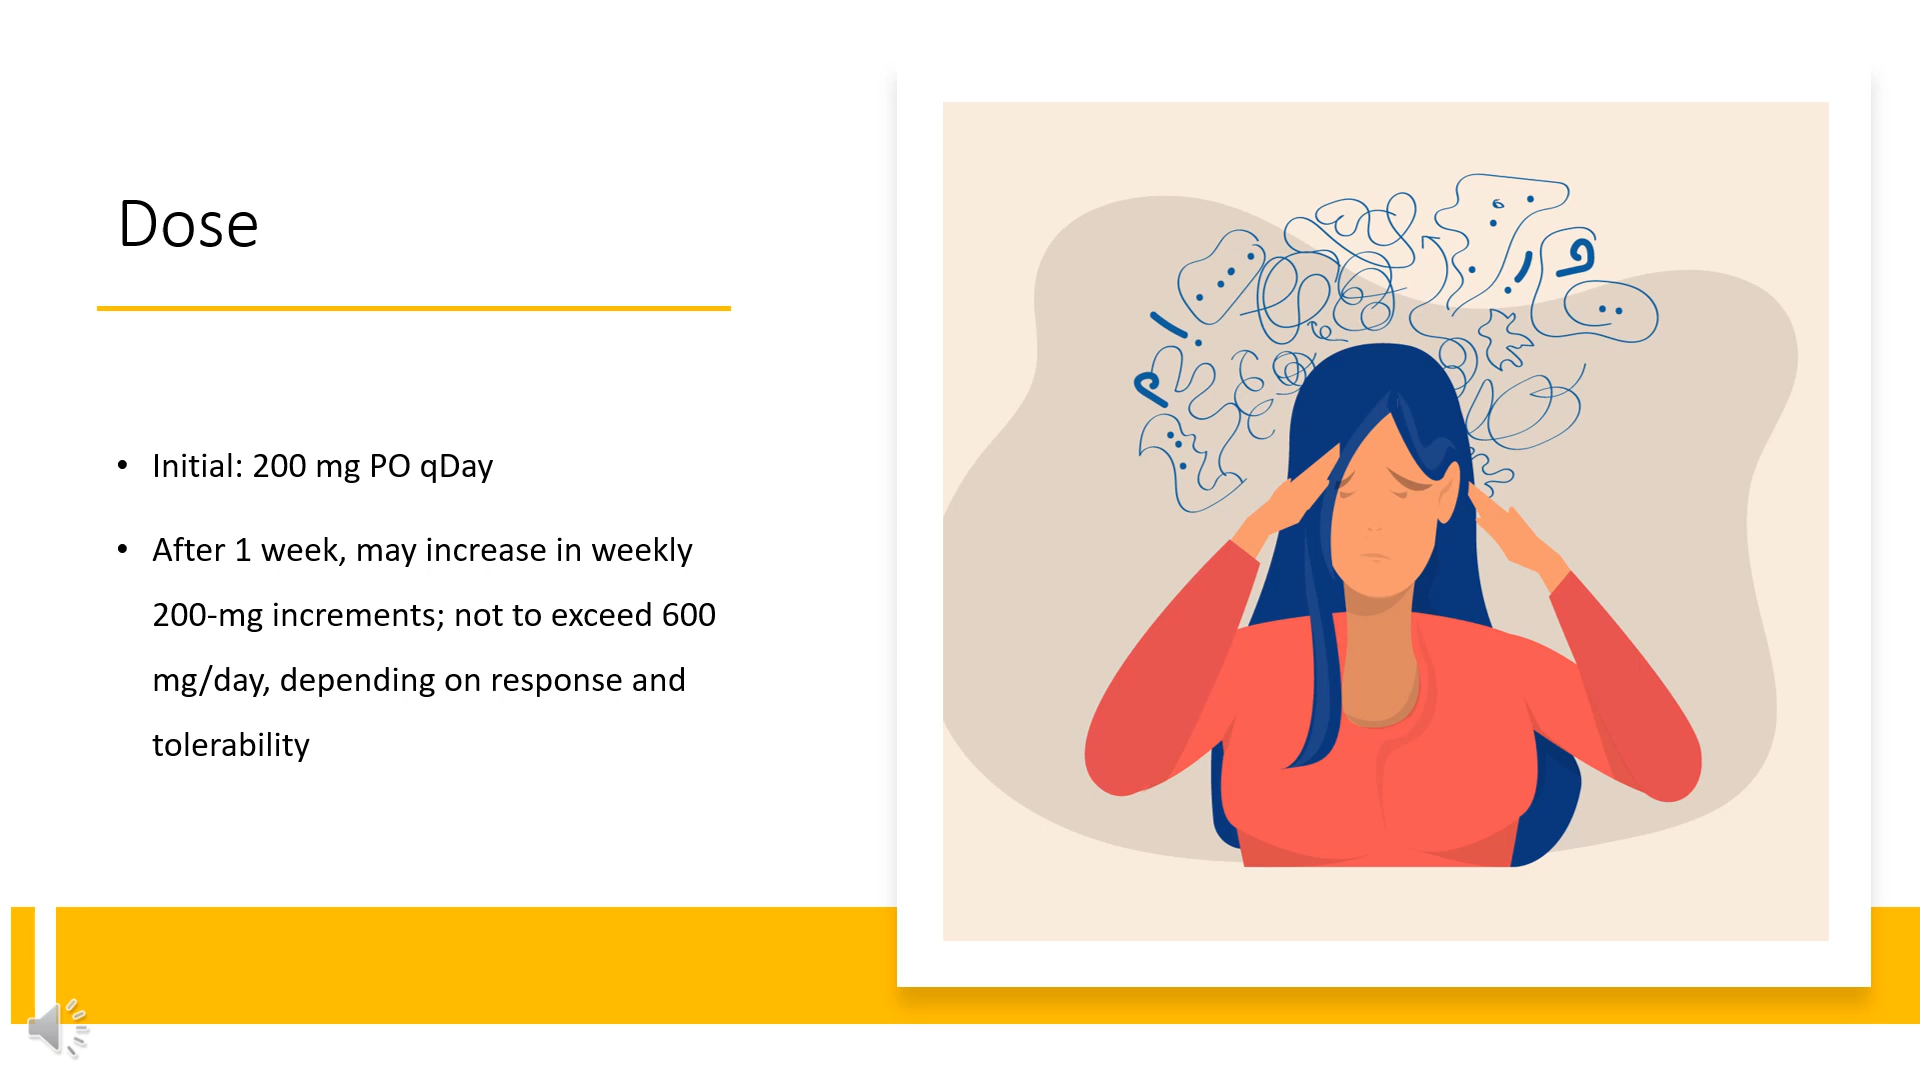 Dose
• Initial: 200 mg PO qDay
• After 1 week, may increase in weekly
200-mg increments; not to exceed 600
mg/day, depending on response and
tolerability